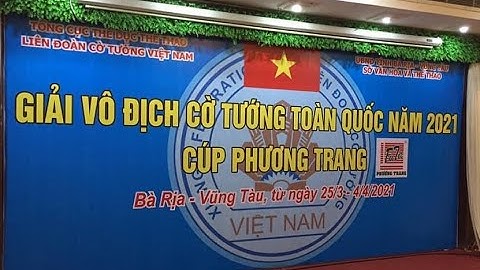 TỔNG CỤC THỂ DỤC THỂ THAO
LIÊN ĐOÀN CỜ TƯỚNG VIỆT NAM
SỞ VĂN HÓA VÀ THỂ THAO
GIẢI VÔ ĐỊCH CỜ TƯỚNG TOÀN QUỐC NĂM 2021
CÚP PHƯƠNG TRANG
PHƯƠNG TRANG
Bà Rịa - Vũng Tàu, từ ngày 25/3- 4/4/2021
VIỆT NAM